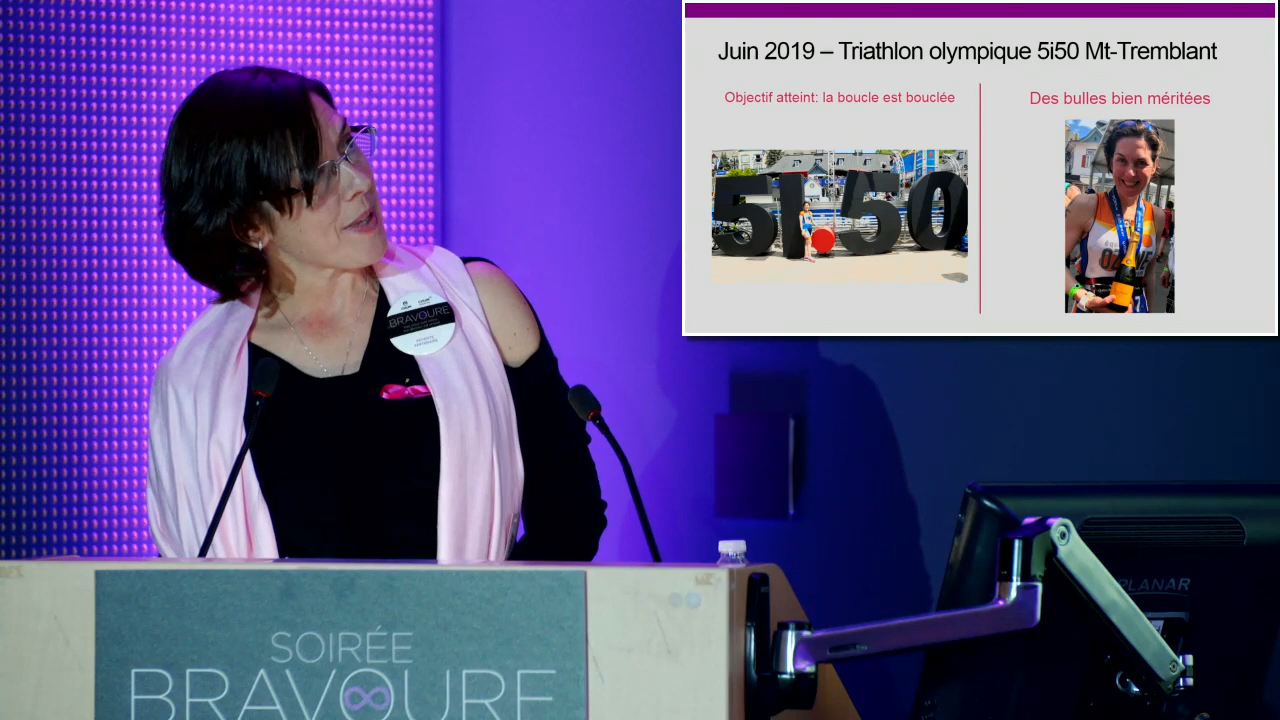 Juin 2019 – Triathlon olympique 5i50 Mt-Tremblant
Objectif atteint: la boucle est bouclée
Des bulles bien méritées
5i50
BRAVOURE
PLANAR
SOIRÉE
BRAVOURE